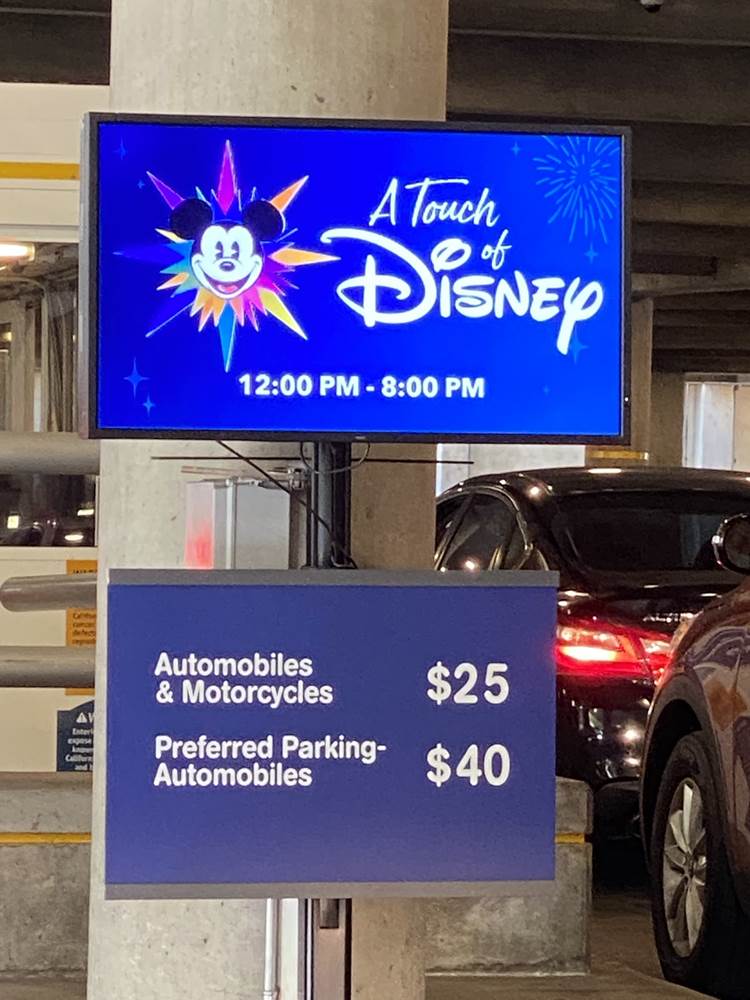 A Touch
of
Disney
12:00 PM - 8:00 PM
Automobiles
& Motorcycles
$25
Preferred Parking-
Automobiles
$40